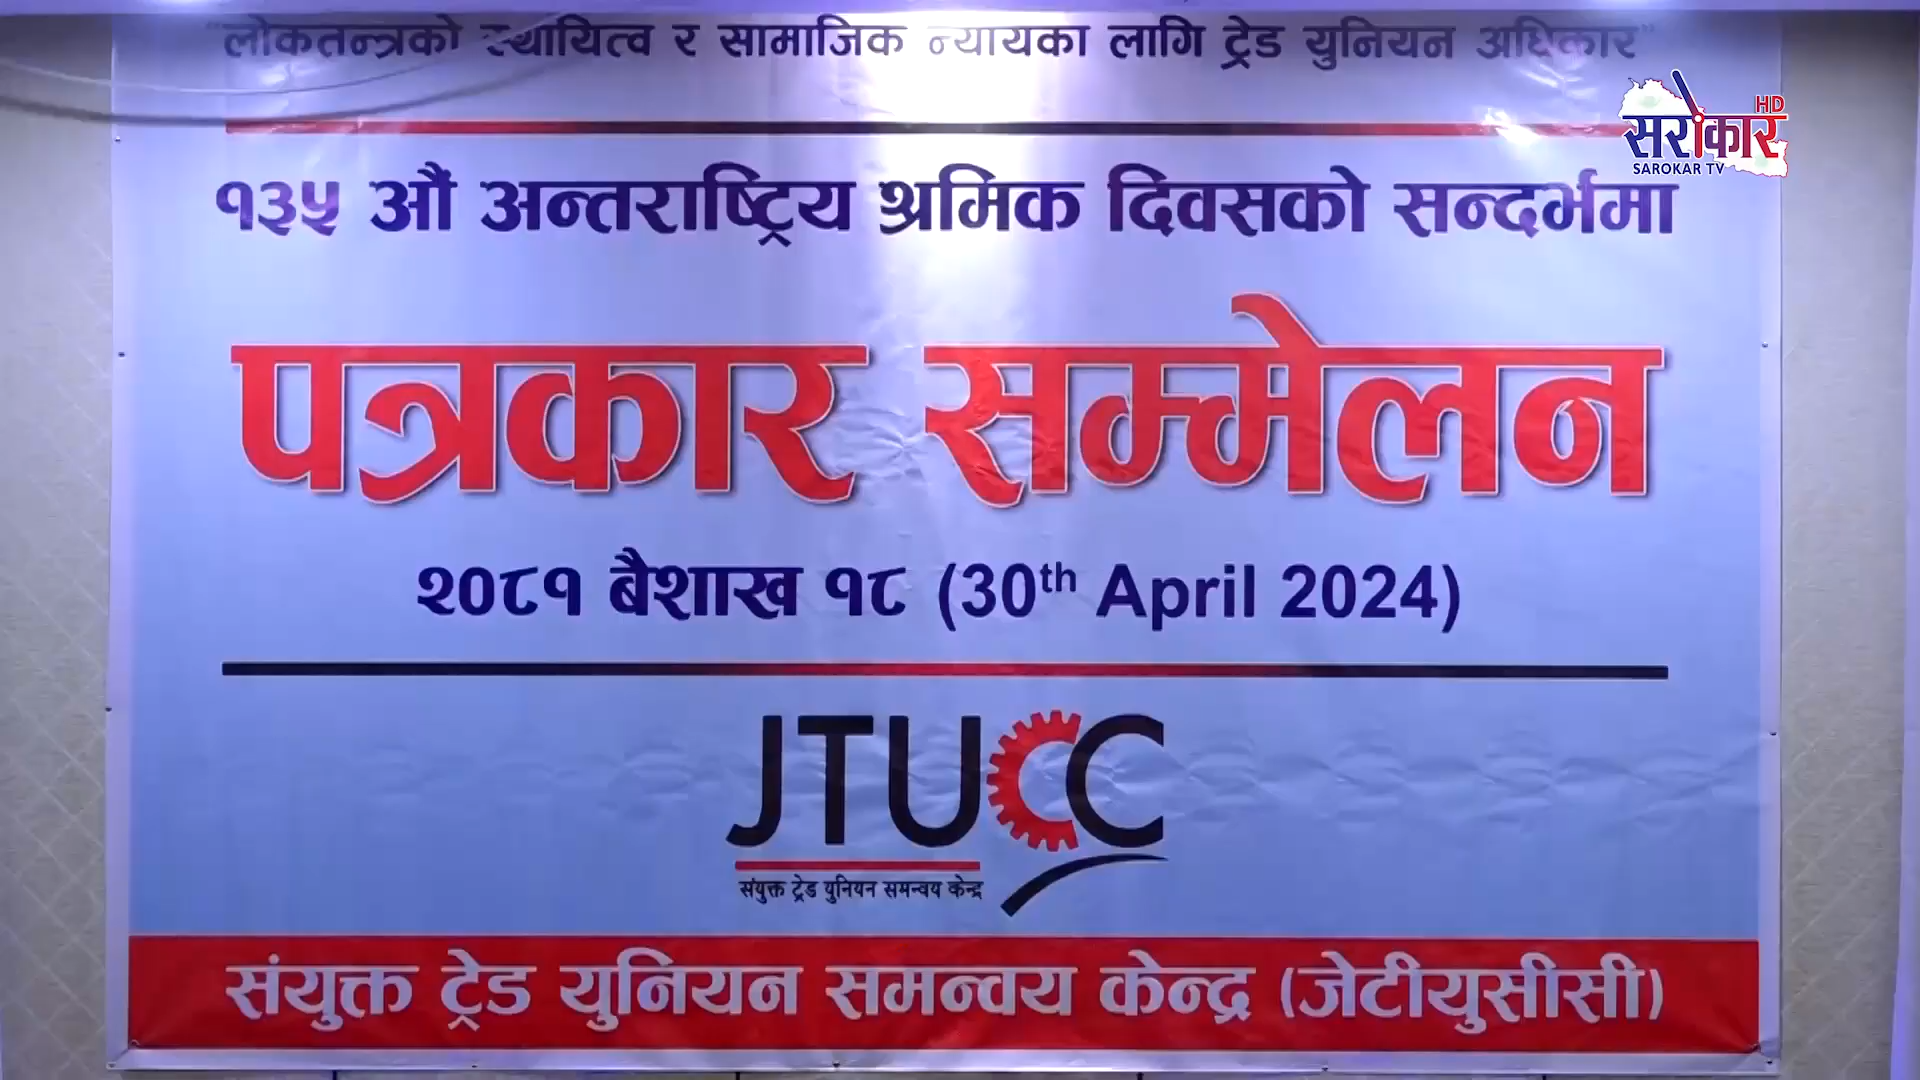 "लोकतन्त्रको स्थायित्व र सामाजिक न्यायका लागि ट्रेड युनियन अधिकार"
HD
सरोकार
SAROKAR TV
१३५ औं अन्तराष्ट्रिय श्रमिक दिवसको सन्दर्भमा
पत्रकार सम्मेलन
२०८१ बैशाख १८ (30th April 2024)
JTUCC
संयुक्त ट्रेड युनियन समन्वय केन्द्र
संयुक्त ट्रेड युनियन समन्वय केन्द्र (जेटीयुसीसी)